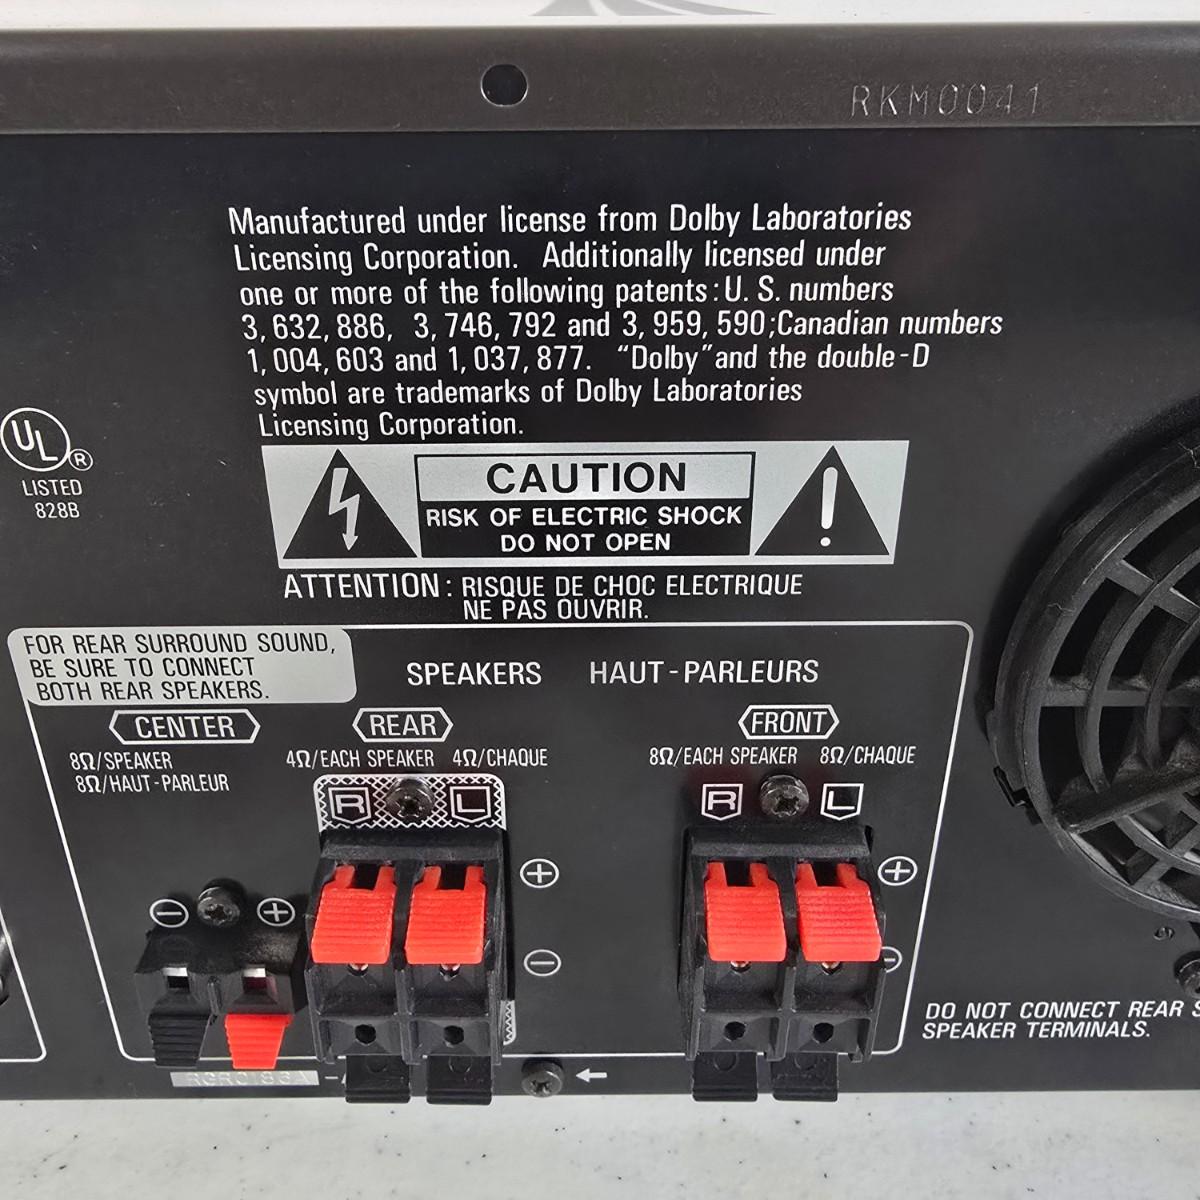 RKM0041
Manufactured under license from Dolby Laboratories
Licensing Corporation. Additionally licensed under
one or more of the following patents : U. S. numbers
3, 632, 886, 3, 746, 792 and 3, 959, 590;Canadian numbers
1, 004, 603 and 1, 037, 877. "Dolby" and the double-D
symbol are trademarks of Dolby Laboratories
Licensing Corporation.
UL ®
LISTED
828B
CAUTION
RISK OF ELECTRIC SHOCK
DO NOT OPEN
ATTENTION : RISQUE DE CHOC ELECTRIQUE
NE PAS OUVRIR.
FOR REAR SURROUND SOUND,
BE SURE TO CONNECT
BOTH REAR SPEAKERS.
SPEAKERS HAUT-PARLEURS
CENTER
8Ω/SPEAKER
8Ω/HAUT-PARLEUR
REAR
4Ω/EACH SPEAKER 4Ω/CHAQUE
R L
FRONT
8Ω/EACH SPEAKER 8Ω/CHAQUE
R L
− +
+
−
+
−
DO NOT CONNECT REAR
SPEAKER TERMINALS.